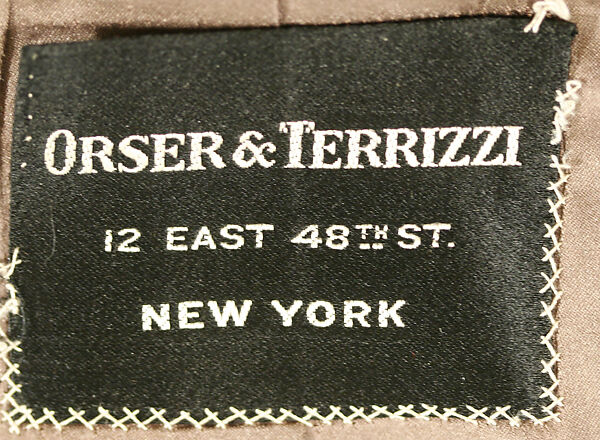 ORSER & TERRIZZI
12 EAST 48TH ST.
NEW YORK